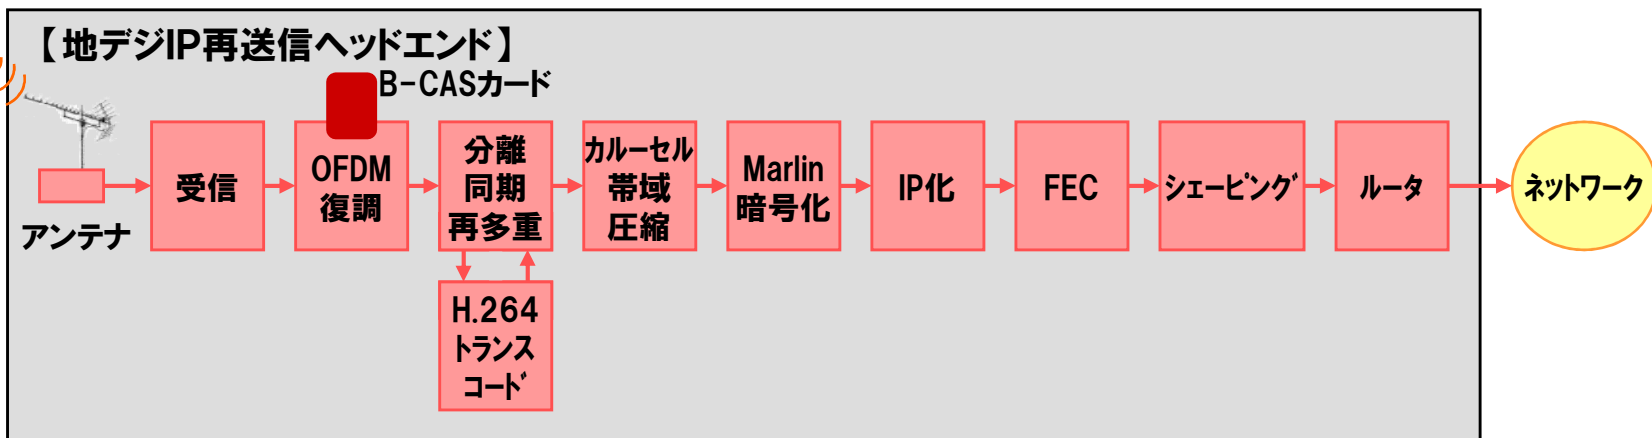 【地デジIP再送信ヘッドエンド】
B-CASカード
アンテナ
受信
OFDM
復調
分離
同期
再多重
H.264
トランス
コード
カルーセル
帯域
圧縮
Marlin
暗号化
IP化
FEC
シェーピング
ルータ
ネットワーク